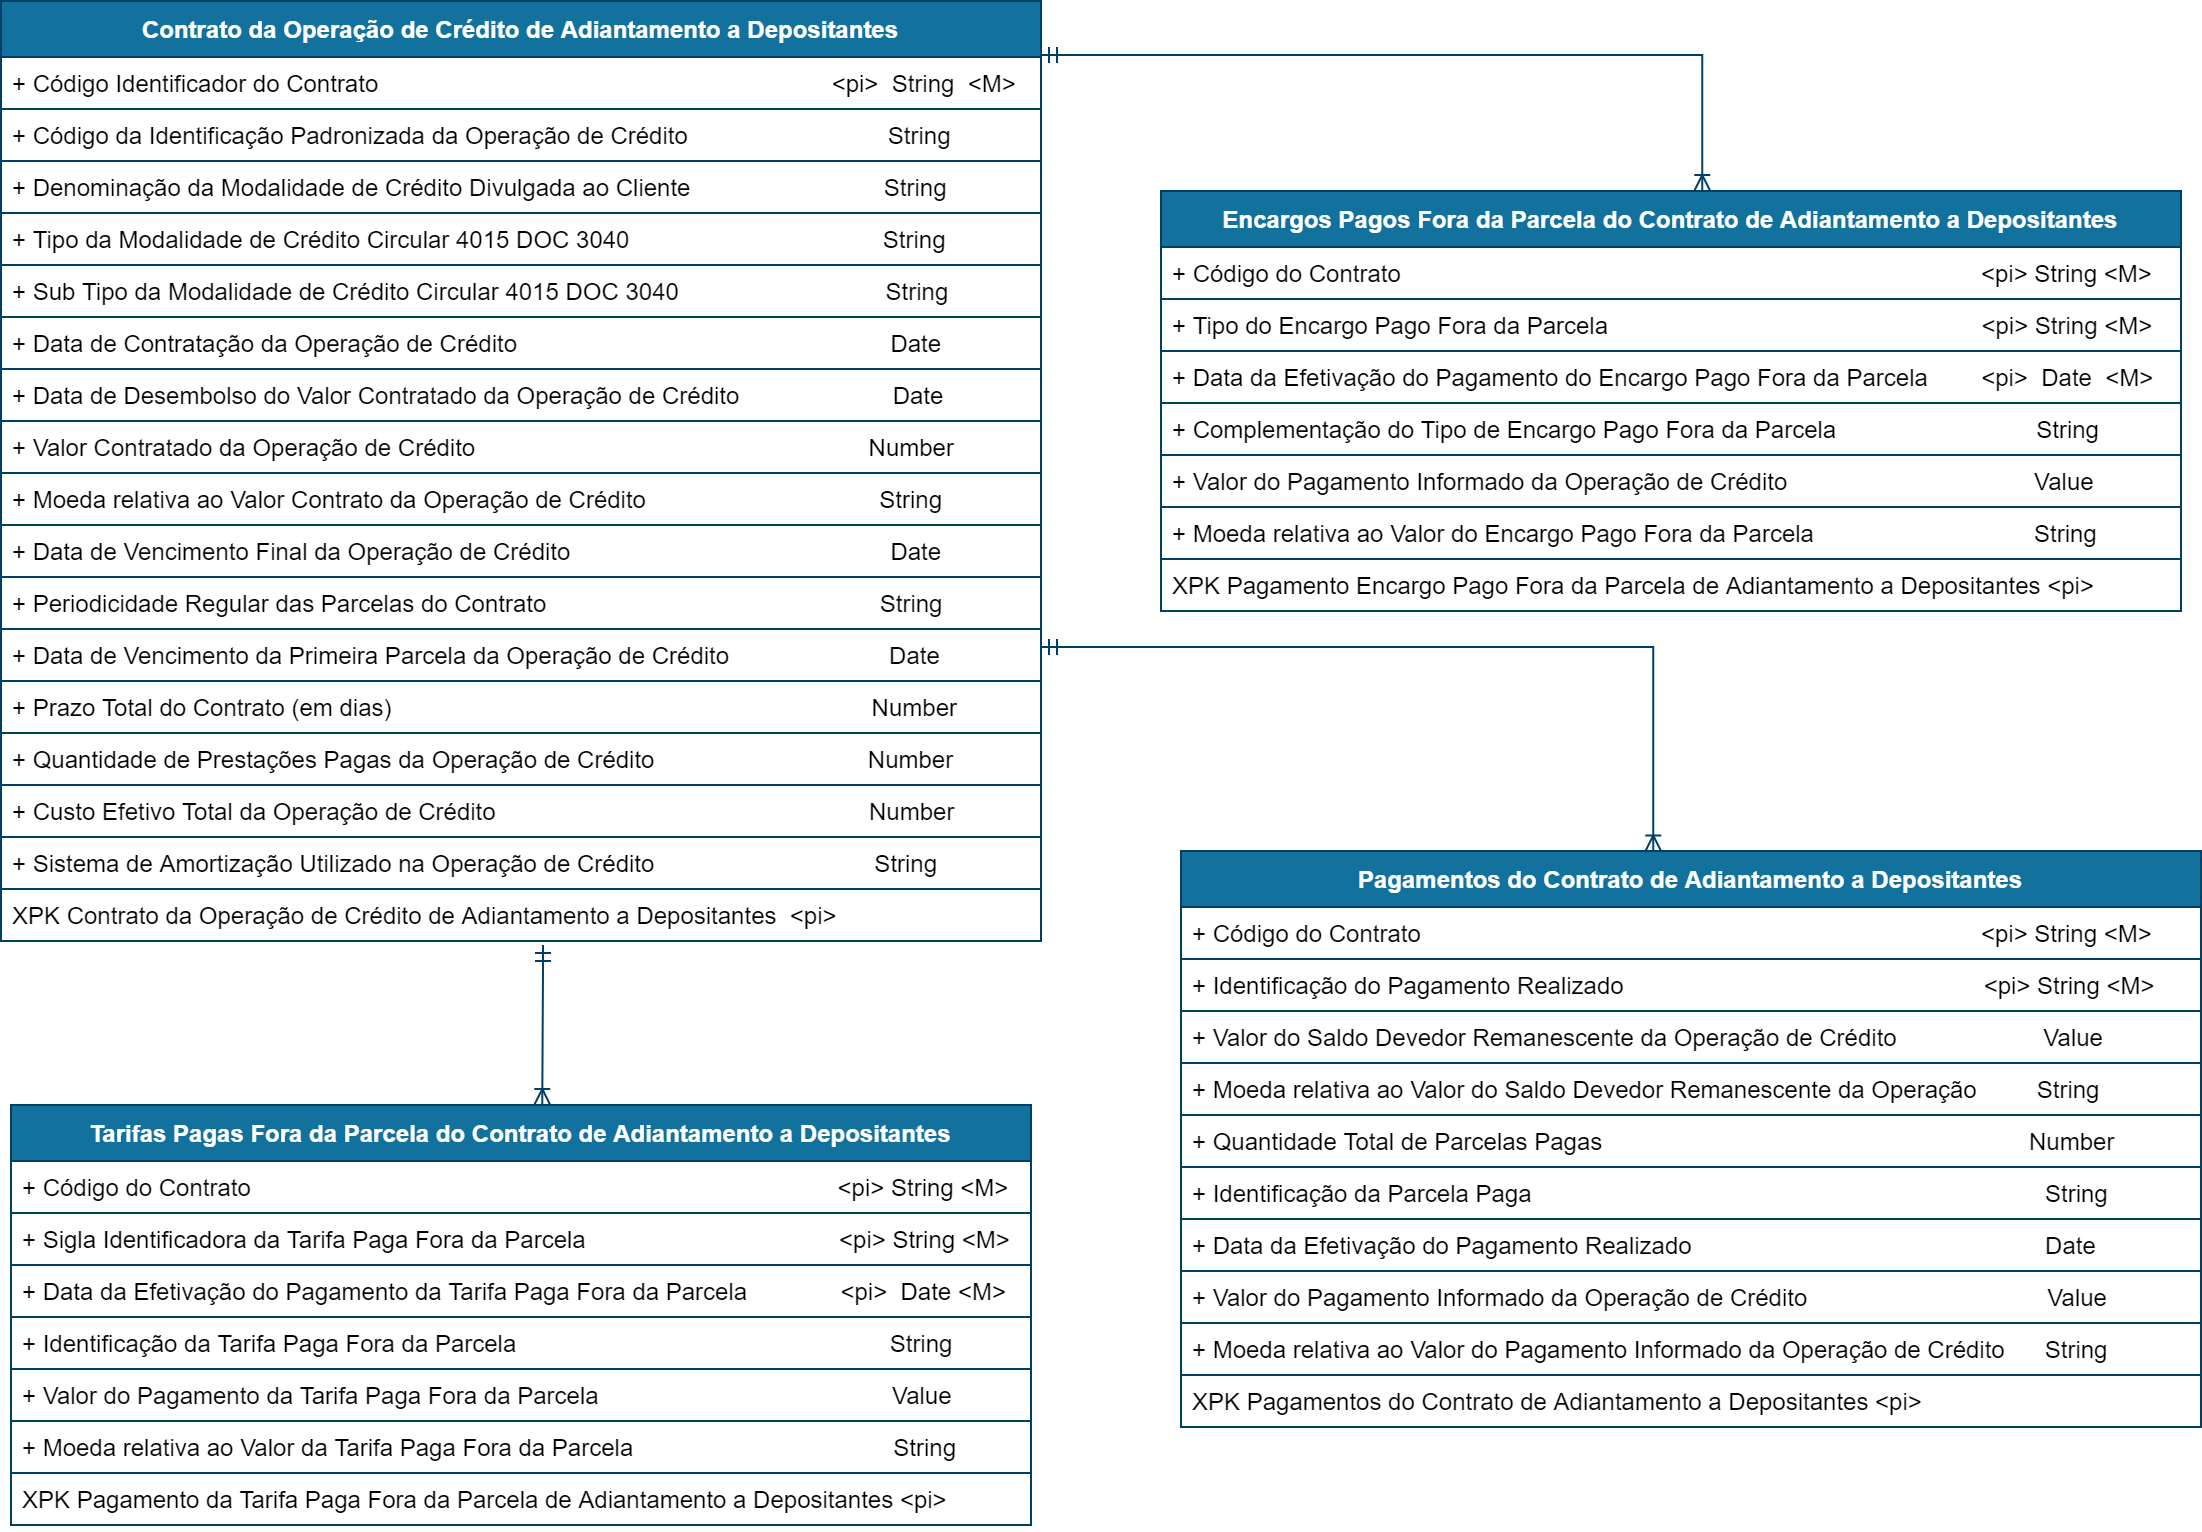 Contrato da Operação de Crédito de Adiantamento a Depositantes
+ Código Identificador do Contrato <pi> String <M>
+ Código da Identificação Padronizada da Operação de Crédito String
+ Denominação da Modalidade de Crédito Divulgada ao Cliente String
+ Tipo da Modalidade de Crédito Circular 4015 DOC 3040 String
+ Sub Tipo da Modalidade de Crédito Circular 4015 DOC 3040 String
+ Data de Contratação da Operação de Crédito Date
+ Data de Desembolso do Valor Contratado da Operação de Crédito Date
+ Valor Contratado da Operação de Crédito Number
+ Moeda relativa ao Valor Contrato da Operação de Crédito String
+ Data de Vencimento Final da Operação de Crédito Date
+ Periodicidade Regular das Parcelas do Contrato String
+ Data de Vencimento da Primeira Parcela da Operação de Crédito Date
+ Prazo Total do Contrato (em dias) Number
+ Quantidade de Prestações Pagas da Operação de Crédito Number
+ Custo Efetivo Total da Operação de Crédito Number
+ Sistema de Amortização Utilizado na Operação de Crédito String
XPK Contrato da Operação de Crédito de Adiantamento a Depositantes <pi>
Encargos Pagos Fora da Parcela do Contrato de Adiantamento a Depositantes
+ Código do Contrato <pi> String <M>
+ Tipo do Encargo Pago Fora da Parcela <pi> String <M>
+ Data da Efetivação do Pagamento do Encargo Pago Fora da Parcela <pi> Date <M>
+ Complementação do Tipo de Encargo Pago Fora da Parcela String
+ Valor do Pagamento Informado da Operação de Crédito Value
+ Moeda relativa ao Valor do Encargo Pago Fora da Parcela String
XPK Pagamento Encargo Pago Fora da Parcela de Adiantamento a Depositantes <pi>
Pagamentos do Contrato de Adiantamento a Depositantes
+ Código do Contrato <pi> String <M>
+ Identificação do Pagamento Realizado <pi> String <M>
+ Valor do Saldo Devedor Remanescente da Operação de Crédito Value
+ Moeda relativa ao Valor do Saldo Devedor Remanescente da Operação String
+ Quantidade Total de Parcelas Pagas Number
+ Identificação da Parcela Paga String
+ Data da Efetivação do Pagamento Realizado Date
+ Valor do Pagamento Informado da Operação de Crédito Value
+ Moeda relativa ao Valor do Pagamento Informado da Operação de Crédito String
XPK Pagamentos do Contrato de Adiantamento a Depositantes <pi>
Tarifas Pagas Fora da Parcela do Contrato de Adiantamento a Depositantes
+ Código do Contrato <pi> String <M>
+ Sigla Identificadora da Tarifa Paga Fora da Parcela <pi> String <M>
+ Data da Efetivação do Pagamento da Tarifa Paga Fora da Parcela <pi> Date <M>
+ Identificação da Tarifa Paga Fora da Parcela String
+ Valor do Pagamento da Tarifa Paga Fora da Parcela Value
+ Moeda relativa ao Valor da Tarifa Paga Fora da Parcela String
XPK Pagamento da Tarifa Paga Fora da Parcela de Adiantamento a Depositantes <pi>